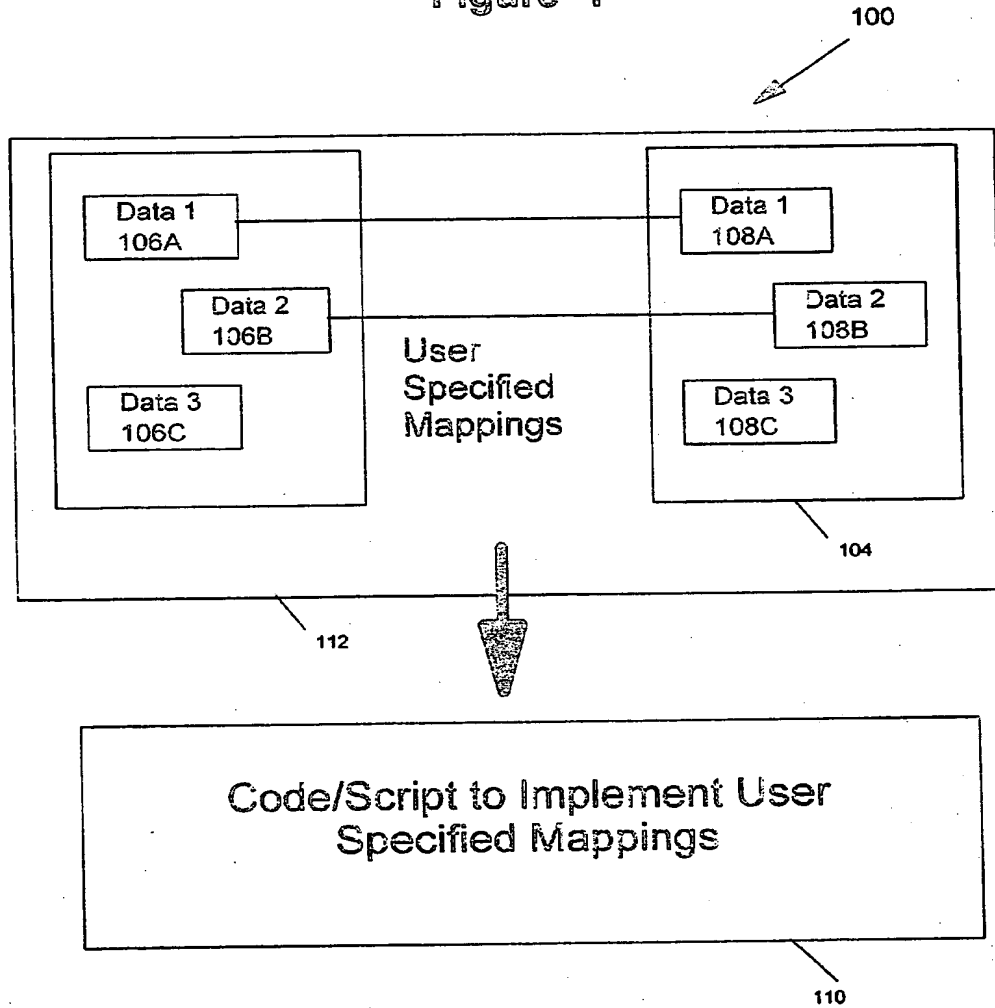 100
Data 1
106A
Data 1
108A
Data 2
106B
Data 2
108B
User
Specified
Mappings
Data 3
106C
Data 3
108C
104
112
Code/Script to Implement User
Specified Mappings
110